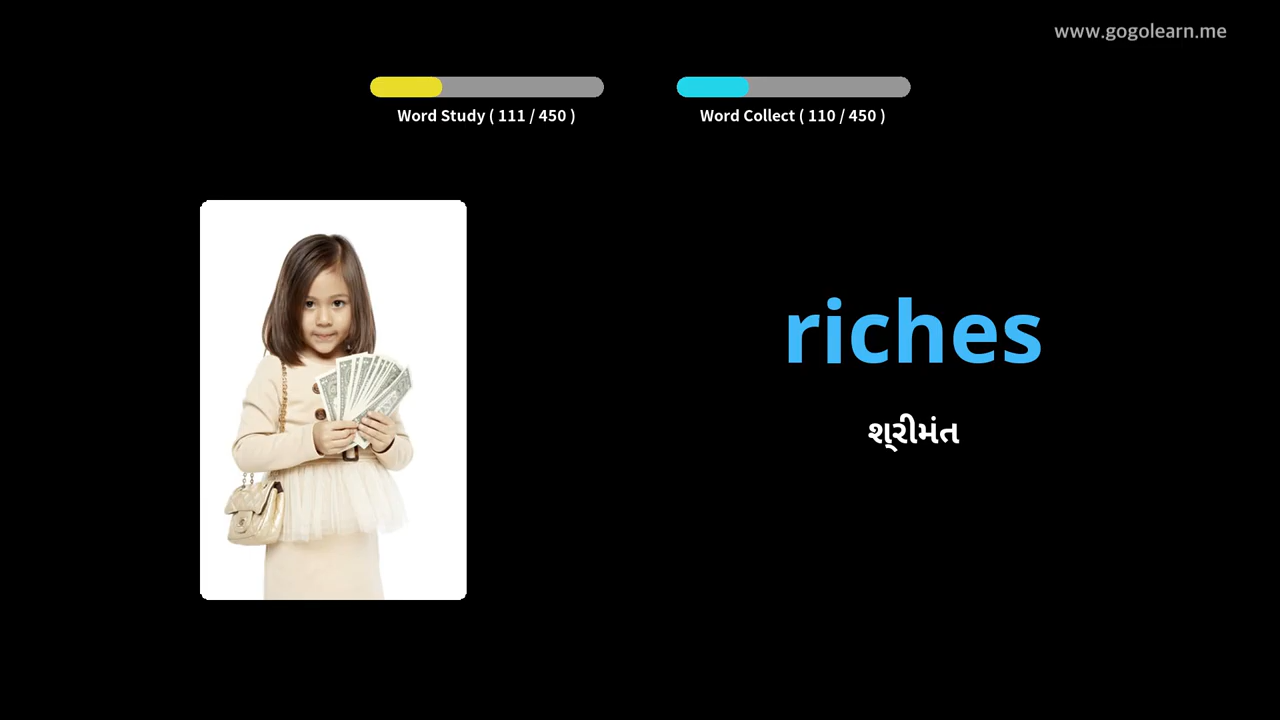 www.gogolearn.me
Word Study ( 111 / 450 )
Word Collect ( 110 / 450 )
riches
શ્રીમંત